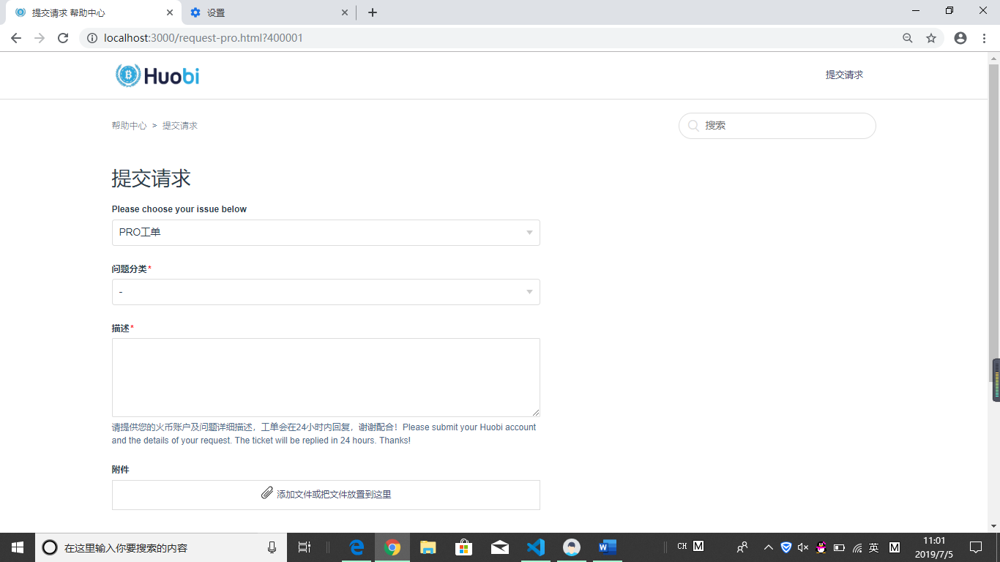 提交请求 帮助中心
设置
localhost:3000/request-pro.html?400001
Huobi
提交请求
帮助中心 > 提交请求
搜索
提交请求
Please choose your issue below
PRO工单
问题分类*
-
描述*
请提供您的火币账户及问题详细描述，工单会在24小时内回复，谢谢配合！Please submit your Huobi account
and the details of your request. The ticket will be replied in 24 hours. Thanks!
附件
添加文件或把文件放置到这里
在这里输入你要搜索的内容
CH M
英
M
11:01
2019/7/5